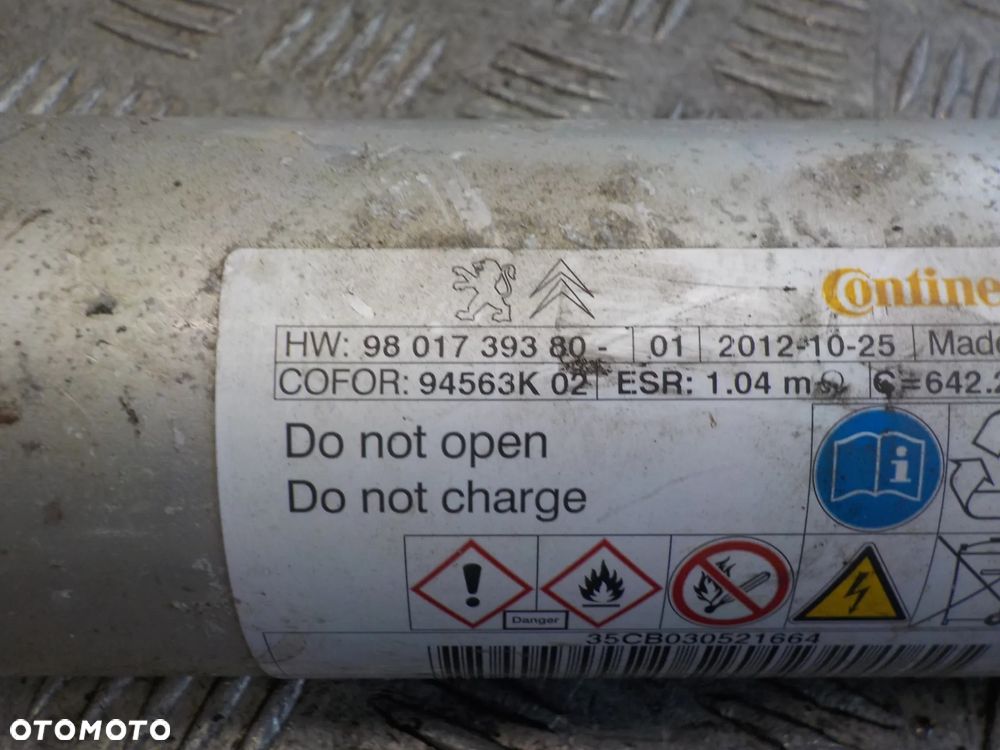 Contine
HW: 98 017 393 80 - 01 2012-10-25 Made
COFOR: 94563K 02 ESR: 1.04 mΩ C=642.2
Do not open
Do not charge
Danger
35CB030521664
OTOMOTO